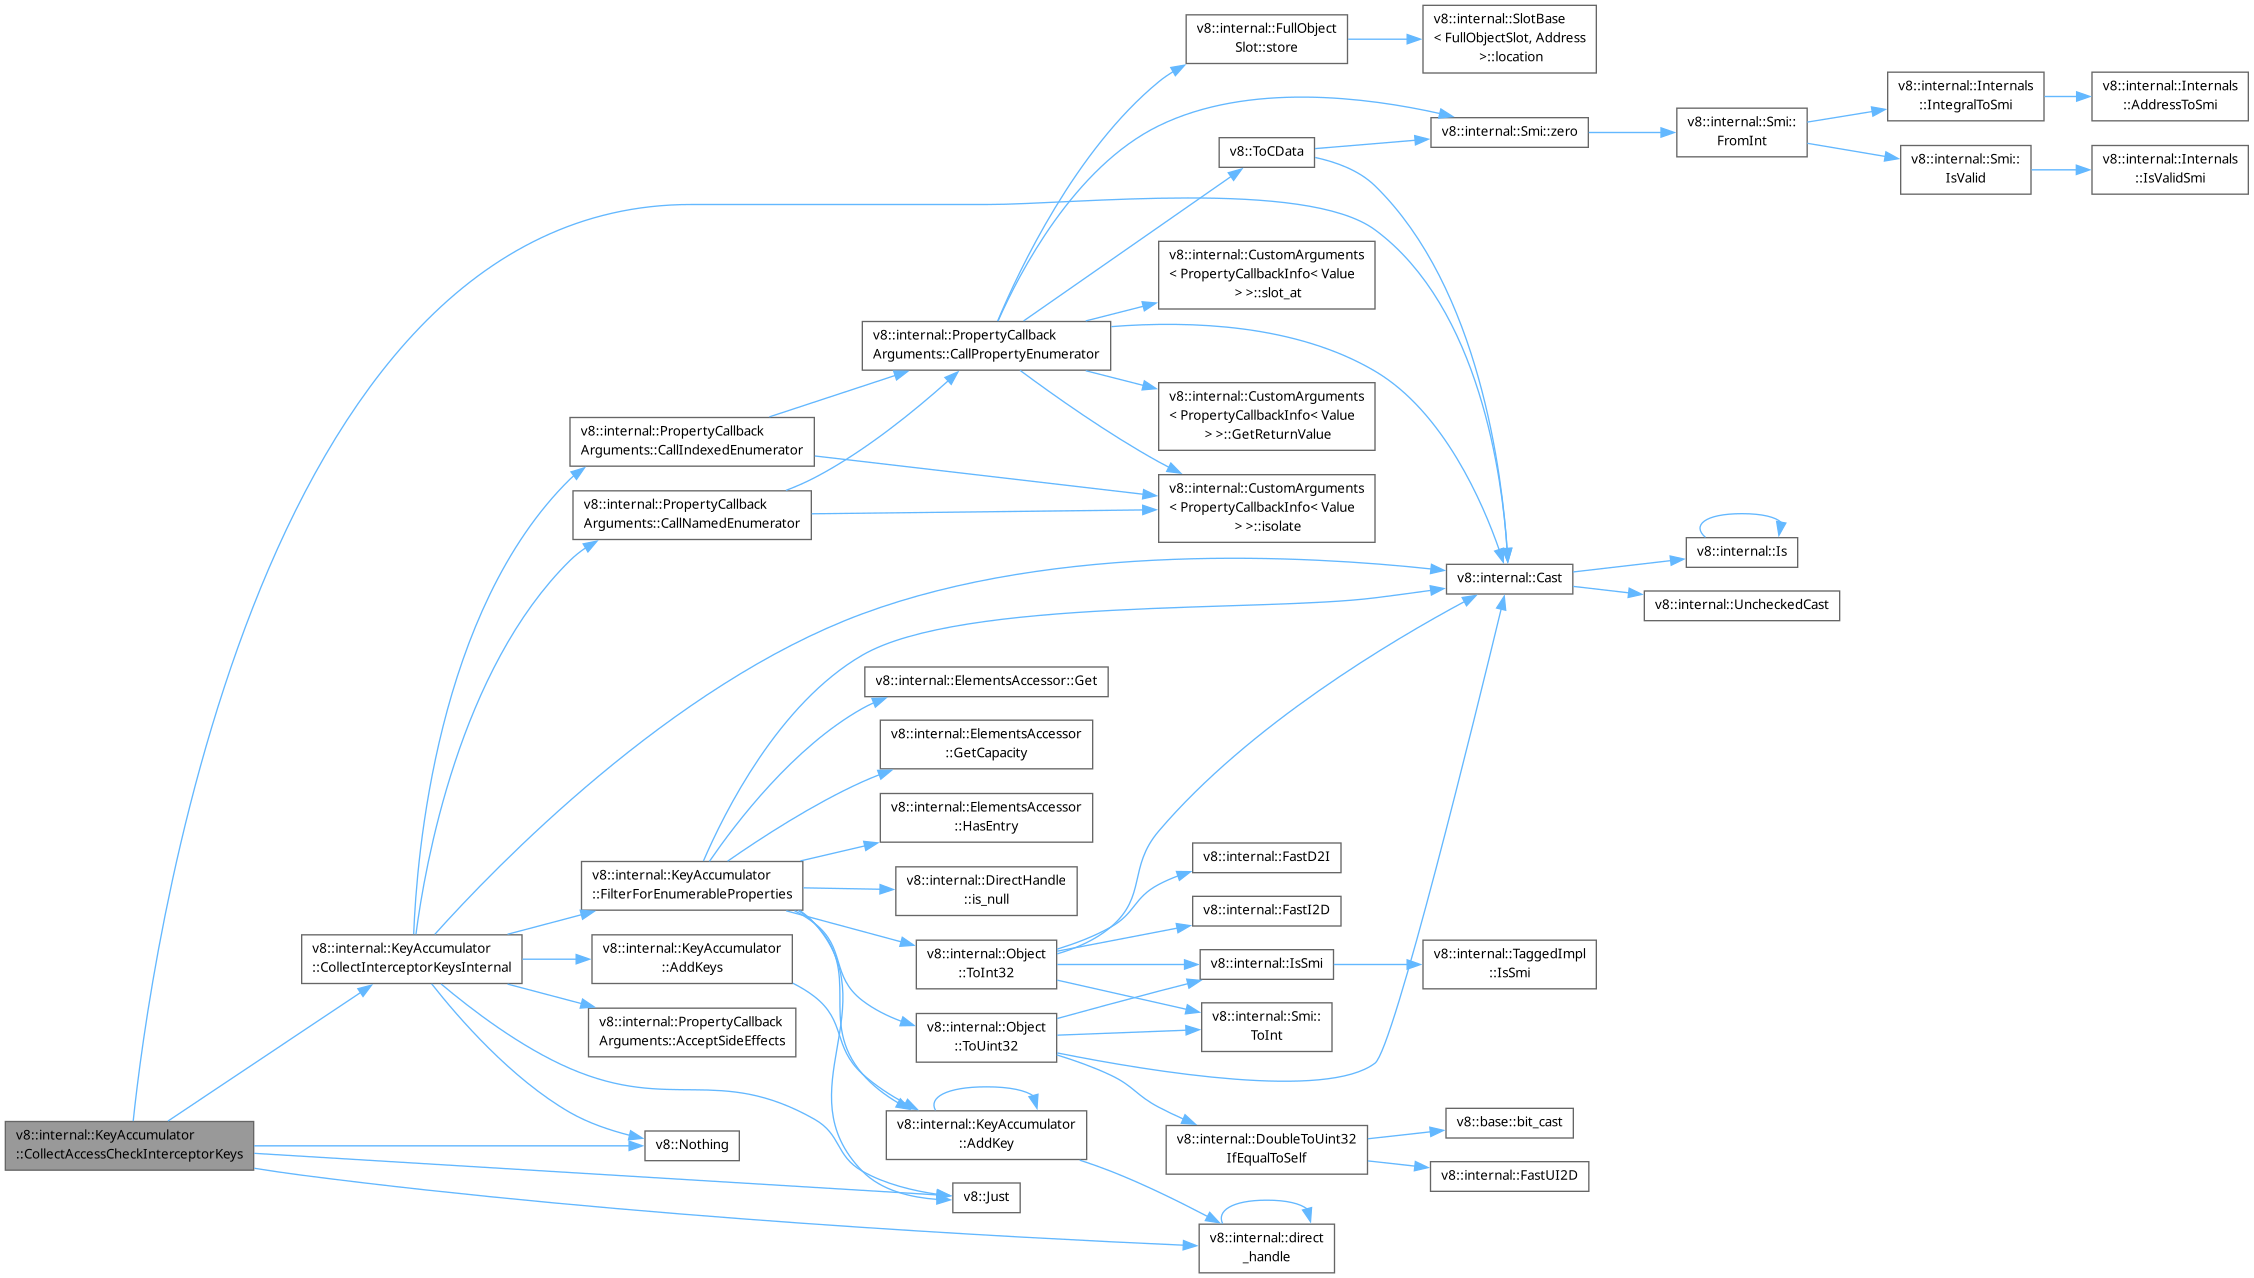 v8::internal::FullObject
Slot::store
v8::internal::SlotBase
< FullObjectSlot, Address
>::location
v8::internal::Internals
::IntegralToSmi
v8::internal::Internals
::AddressToSmi
v8::internal::Smi::zero
v8::internal::Smi::
FromInt
v8::ToCData
v8::internal::Smi::
IsValid
v8::internal::Internals
::IsValidSmi
v8::internal::CustomArguments
< PropertyCallbackInfo< Value
> >::slot_at
v8::internal::PropertyCallback
Arguments::CallPropertyEnumerator
v8::internal::CustomArguments
< PropertyCallbackInfo< Value
> >::GetReturnValue
v8::internal::PropertyCallback
Arguments::CallIndexedEnumerator
v8::internal::PropertyCallback
Arguments::CallNamedEnumerator
v8::internal::CustomArguments
< PropertyCallbackInfo< Value
> >::isolate
v8::internal::Is
v8::internal::Cast
v8::internal::UncheckedCast
v8::internal::ElementsAccessor::Get
v8::internal::ElementsAccessor
::GetCapacity
v8::internal::ElementsAccessor
::HasEntry
v8::internal::FastD2I
v8::internal::KeyAccumulator
::FilterForEnumerableProperties
v8::internal::DirectHandle
::is_null
v8::internal::FastI2D
v8::internal::KeyAccumulator
::CollectInterceptorKeysInternal
v8::internal::KeyAccumulator
::AddKeys
v8::internal::Object
::ToInt32
v8::internal::IsSmi
v8::internal::TaggedImpl
::IsSmi
v8::internal::PropertyCallback
Arguments::AcceptSideEffects
v8::internal::Object
::ToUint32
v8::internal::Smi::
ToInt
v8::internal::KeyAccumulator
::CollectAccessCheckInterceptorKeys
v8::Nothing
v8::internal::KeyAccumulator
::AddKey
v8::internal::DoubleToUint32
IfEqualToSelf
v8::base::bit_cast
v8::internal::FastUI2D
v8::Just
v8::internal::direct
_handle